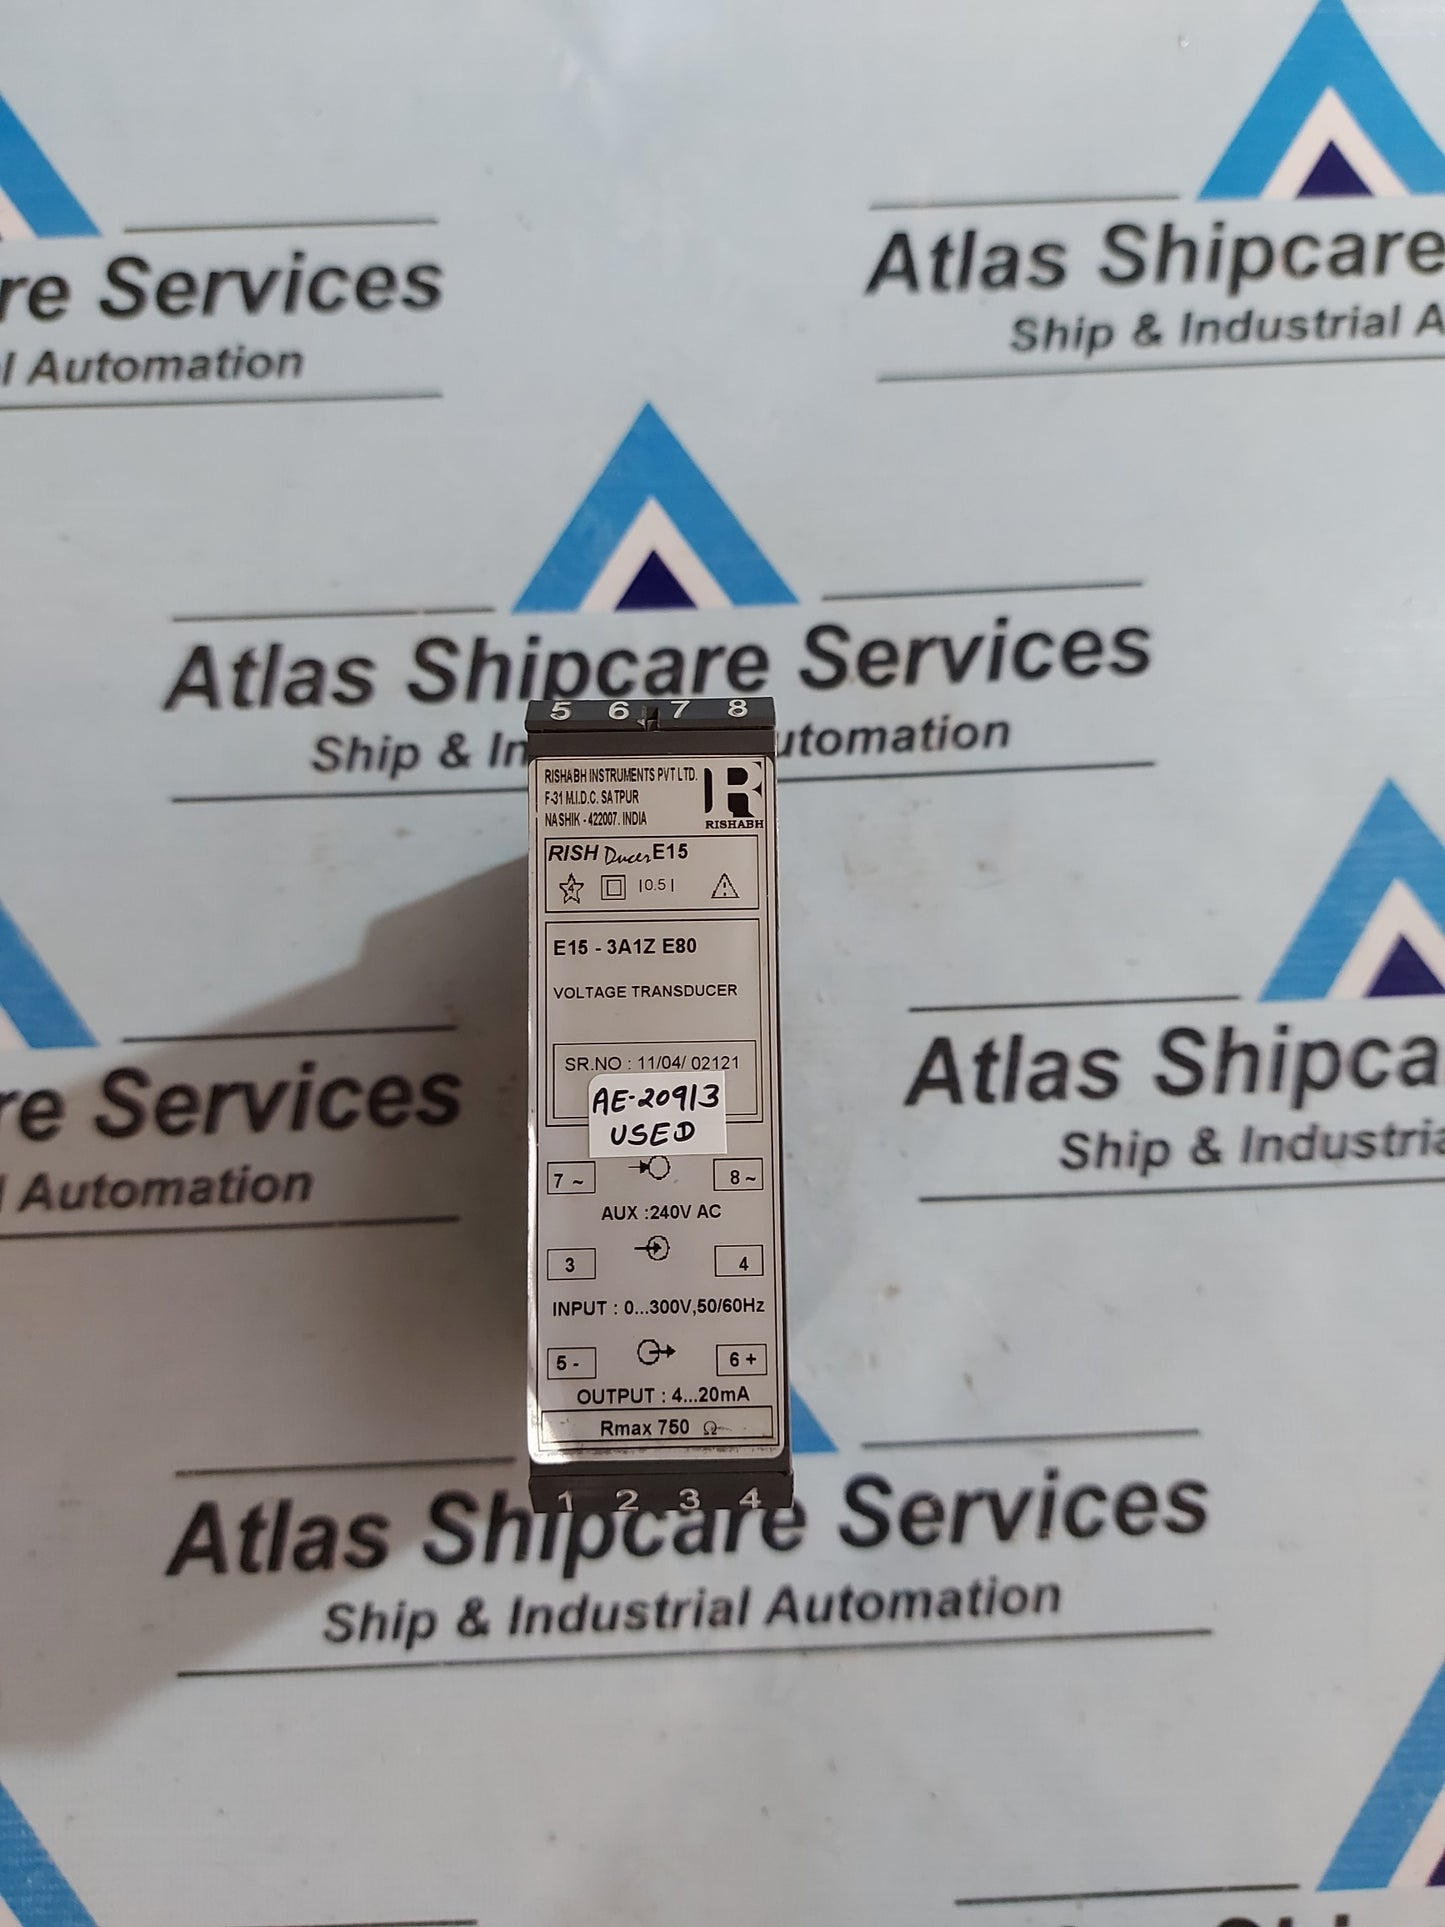 Atlas Shipcare
Ship & Industrial A
re Services
l Automation
Atlas Shipcare Services
Ship & In utomation
5 6 7 8
RISHABH INSTRUMENTS PVT LTD.
F-31 M.I.D.C. SATPUR
NASHIK - 422007. INDIA
R
RISHABH
RISH Ducer E15
4 |0.5|
E15 - 3A1Z E80
VOLTAGE TRANSDUCER
SR.NO : 11/04/ 02121
AE-20913
USED
7 ~ 8 ~
AUX :240V AC
3 4
INPUT : 0...300V,50/60Hz
5 - 6 +
OUTPUT : 4...20mA
Rmax 750 Ω
1 2 3 4
Atlas Shipca
Ship & Industria
re Services
l Automation
Atlas Shipcare Services
Ship & Industrial Automation